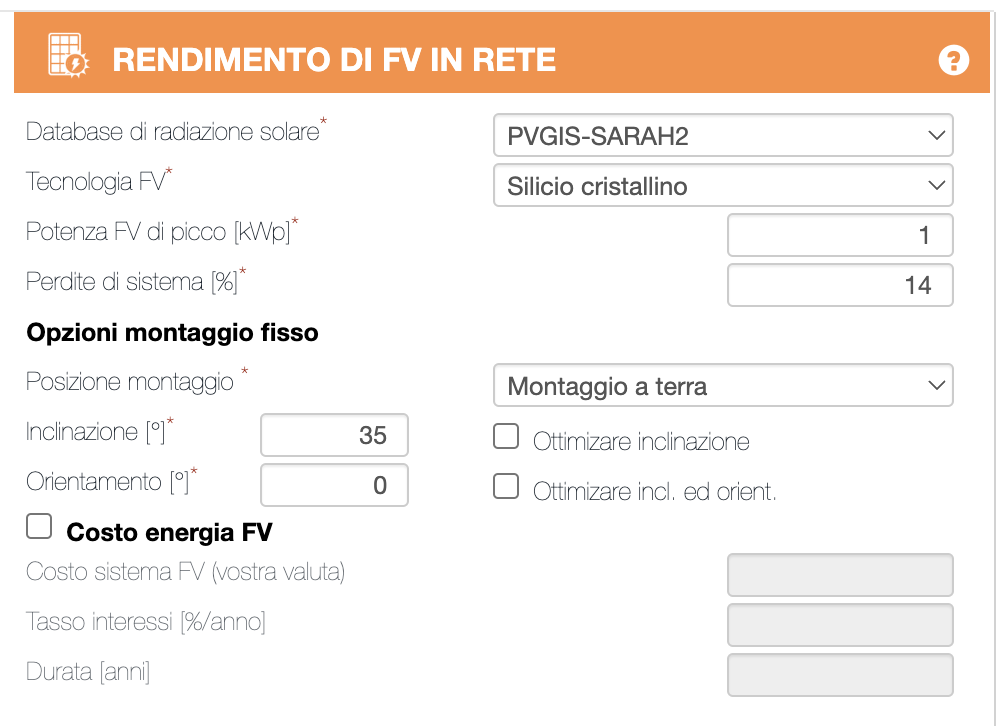 RENDIMENTO DI FV IN RETE ?
Database di radiazione solare* PVGIS-SARAH2
Tecnologia FV* Silicio cristallino
Potenza FV di picco [kWp]* 1
Perdite di sistema [%]* 14
Opzioni montaggio fisso
Posizione montaggio * Montaggio a terra
Inclinazione [º]* 35 Ottimizare inclinazione
Orientamento [º]* 0 Ottimizare incl. ed orient.
Costo energia FV
Costo sistema FV (vostra valuta)
Tasso interessi [%/anno]
Durata [anni]